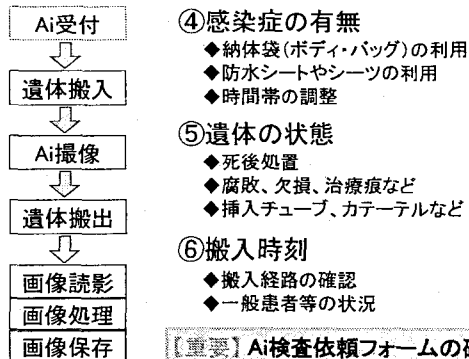 Ai受付
遺体搬入
Ai撮像
遺体搬出
画像読影
画像処理
画像保存
④感染症の有無
◆納体袋(ボディ・バッグ)の利用
◆防水シートやシーツの利用
◆時間帯の調整
⑤遺体の状態
◆死後処置
◆腐敗、欠損、治療痕など
◆挿入チューブ、カテーテルなど
⑥搬入時刻
◆搬入経路の確認
◆一般患者等の状況
【重要】Ai検査依頼フォームの